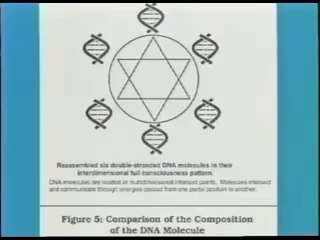 Reassembled six double-stranded DNA molecules in their
interdimensional full consciousness pattern.
DNA molecules are located at multidimensional intersect points. Molecules intersect
and communicate through energies passed from one portal position to another.
Figure 5: Comparison of the Composition
of the DNA Molecule